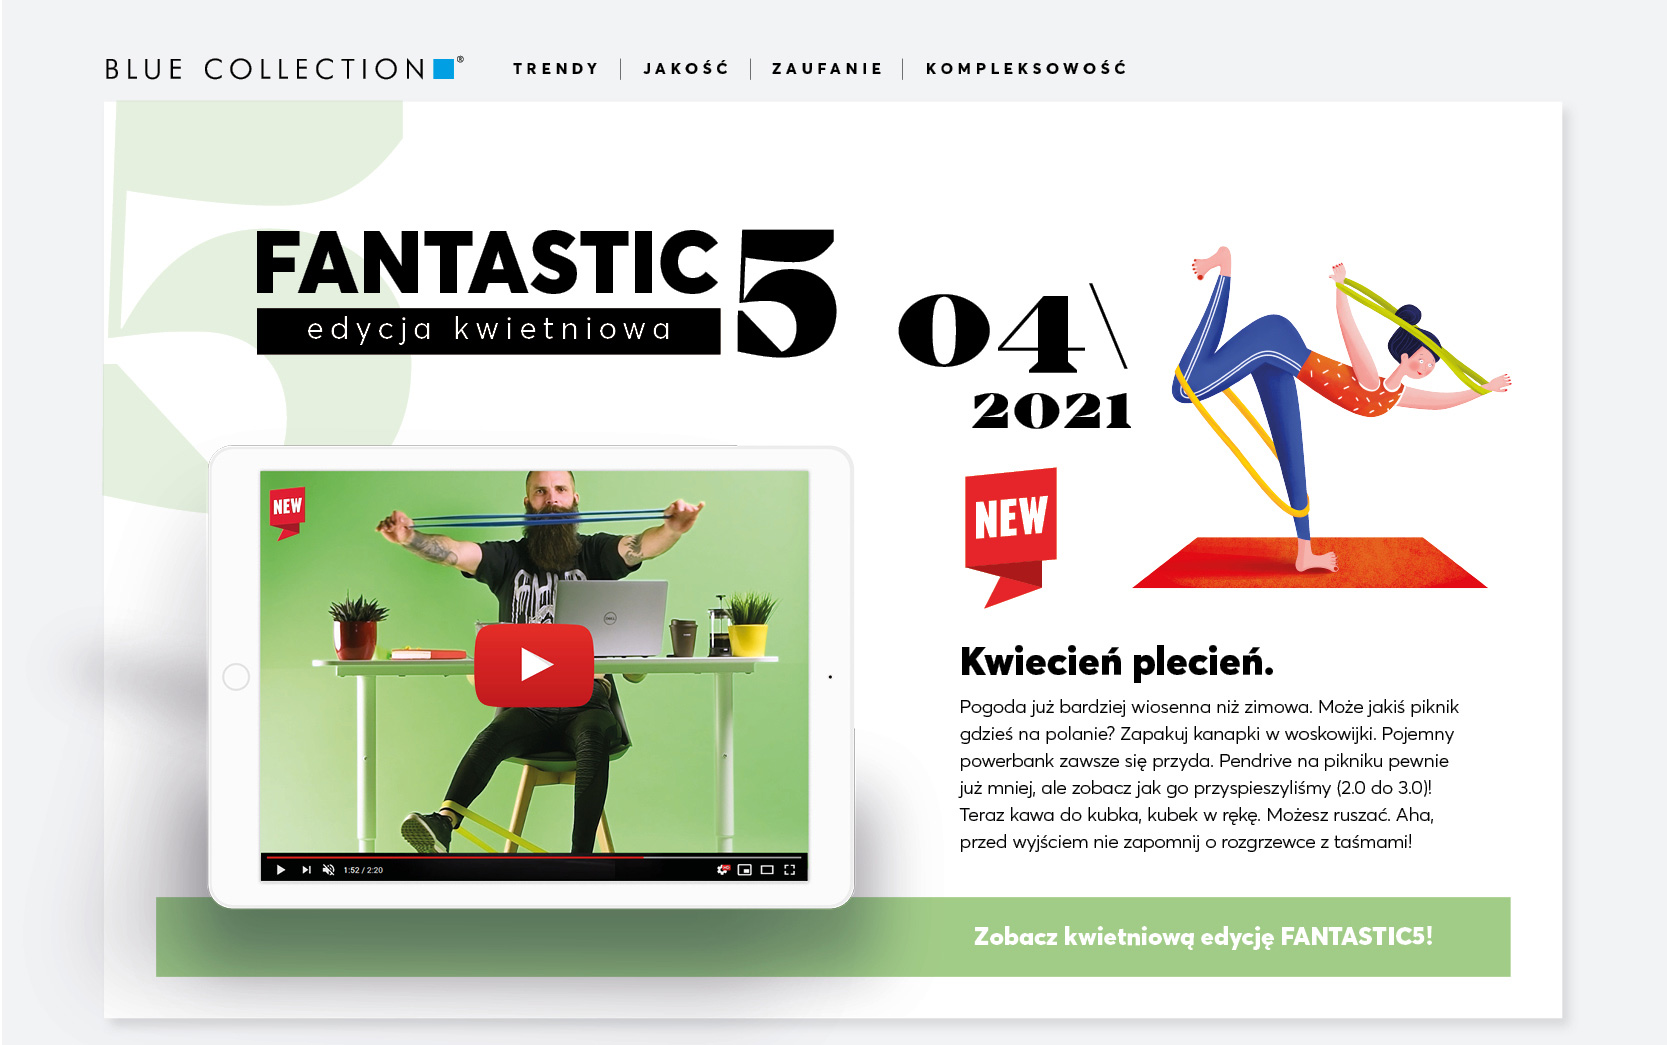 BLUE COLLECTION ®
TRENDY | JAKOŚĆ | ZAUFANIE | KOMPLEKSOWOŚĆ
FANTASTIC 5
edycja kwietniowa
04\
2021
NEW
NEW
DELL
1:52 / 2:20
Kwiecień plecień.
Pogoda już bardziej wiosenna niż zimowa. Może jakiś piknik
gdzieś na polanie? Zapakuj kanapki w woskowijki. Pojemny
powerbank zawsze się przyda. Pendrive na pikniku pewnie
już mniej, ale zobacz jak go przyspieszyliśmy (2.0 do 3.0)!
Teraz kawa do kubka, kubek w rękę. Możesz ruszać. Aha,
przed wyjściem nie zapomnij o rozgrzewce z taśmami!
Zobacz kwietniową edycję FANTASTIC5!